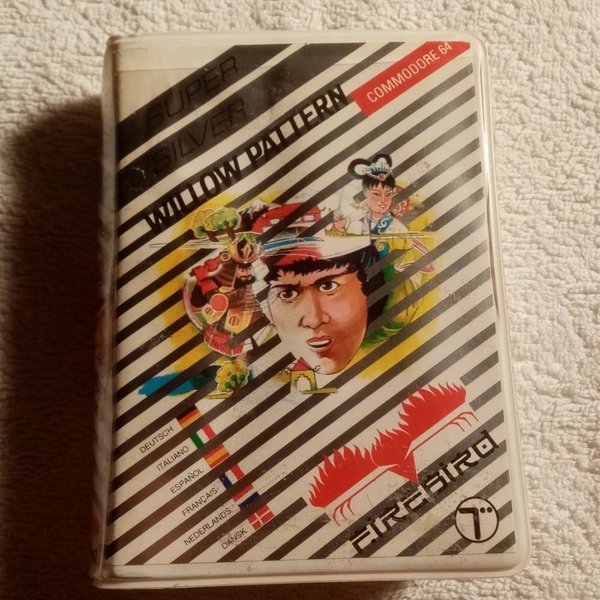 SUPER
SILVER
WILLOW PATTERN
COMMODORE 64
DEUTSCH
ITALIANO
ESPAÑOL
FRANÇAIS
NEDERLANDS
DANSK
FIREBIRD
T